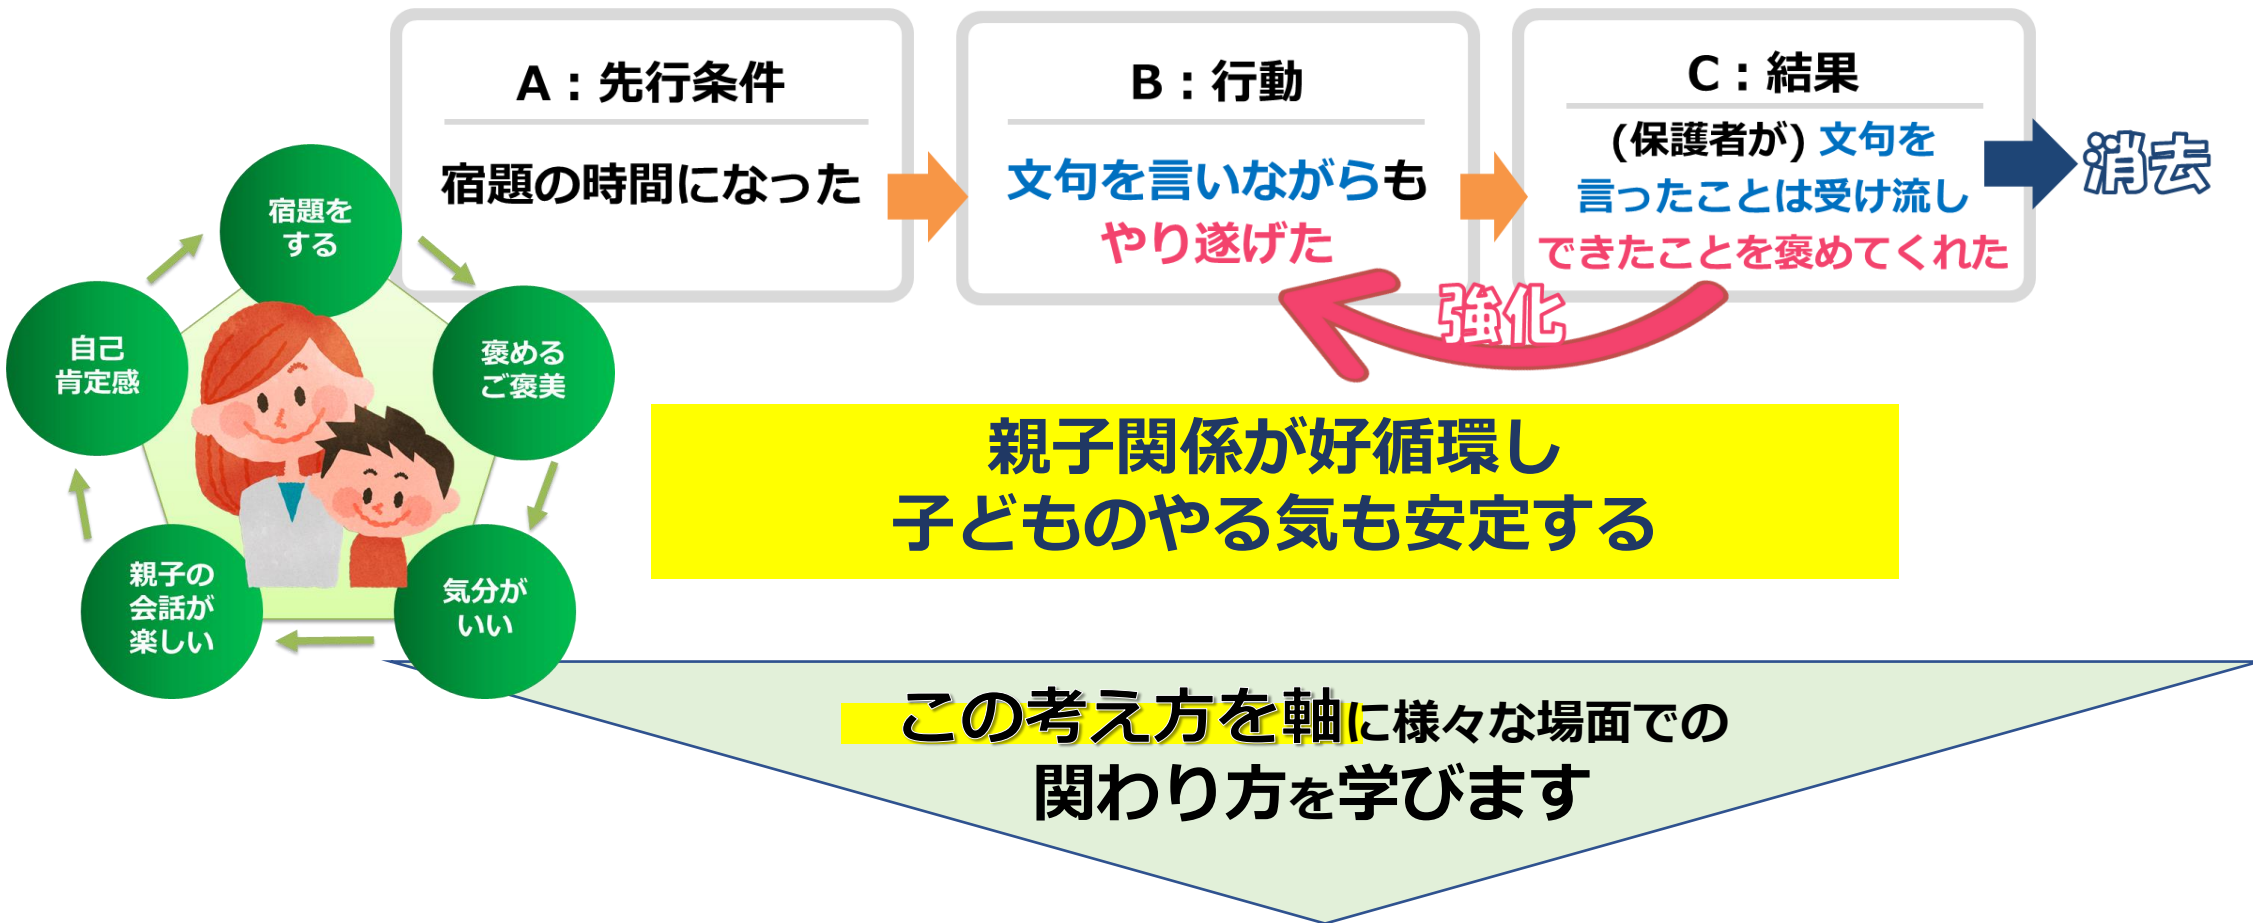 A：先行条件
宿題の時間になった
B：行動
文句を言いながらも
やり遂げた
C：結果
(保護者が) 文句を
言ったことは受け流し
できたことを褒めてくれた
消去
強化
宿題を
する
褒める
ご褒美
気分が
いい
親子の
会話が
楽しい
自己
肯定感
親子関係が好循環し
子どものやる気も安定する
この考え方を軸に様々な場面での
関わり方を学びます